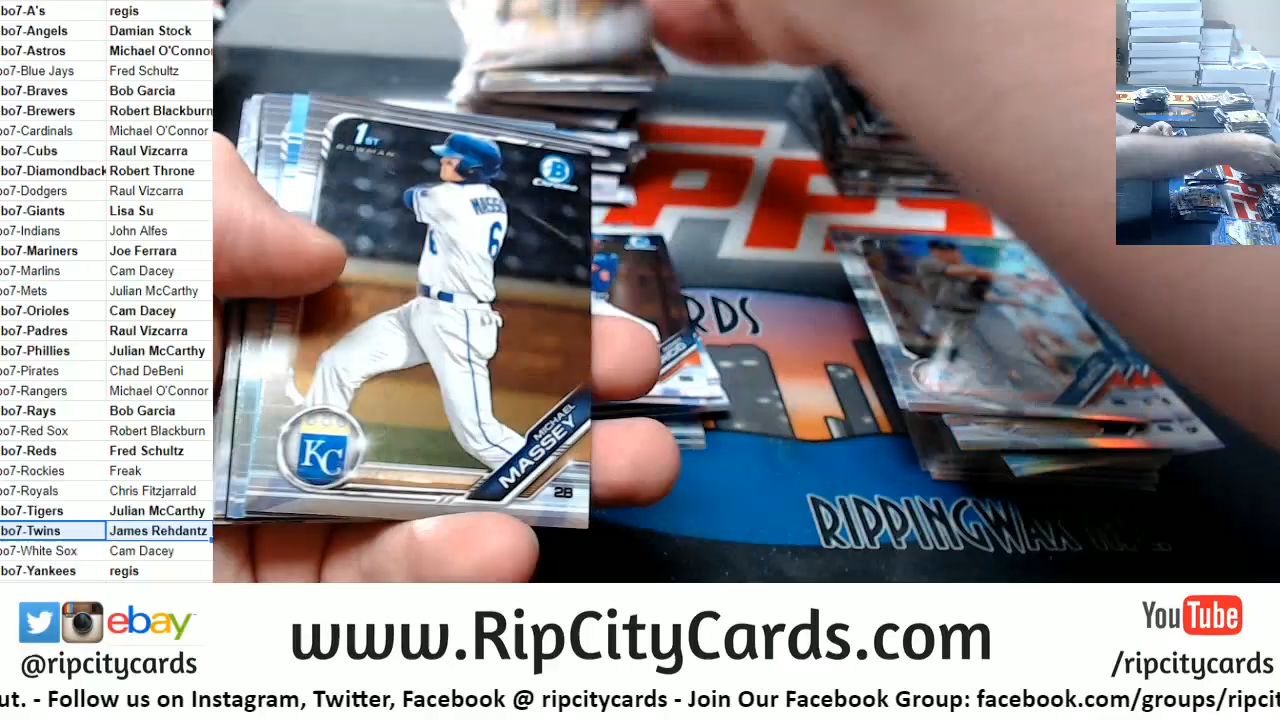 bo7-A's regis
bo7-Angels Damian Stock
bo7-Astros Michael O'Connor
bo7-Blue Jays Fred Schultz
bo7-Braves Bob Garcia
bo7-Brewers Robert Blackburn
bo7-Cardinals Michael O'Connor
bo7-Cubs Raul Vizcarra
bo7-Diamondback Robert Throne
bo7-Dodgers Raul Vizcarra
bo7-Giants Lisa Su
bo7-Indians John Alfes
bo7-Mariners Joe Ferrara
bo7-Marlins Cam Dacey
bo7-Mets Julian McCarthy
bo7-Orioles Cam Dacey
bo7-Padres Raul Vizcarra
bo7-Phillies Julian McCarthy
bo7-Pirates Chad DeBeni
bo7-Rangers Michael O'Connor
bo7-Rays Bob Garcia
bo7-Red Sox Robert Blackburn
bo7-Reds Fred Schultz
bo7-Rockies Freak
bo7-Royals Chris Fitzjarrald
bo7-Tigers Julian McCarthy
bo7-Twins James Rehdantz
bo7-White Sox Cam Dacey
bo7-Yankees regis
1ST
BOWMAN
B
Chrome
MASSEY
6
KC
MICHAEL
MASSEY
28
PPS
RDS
RIPPINGWAX
ebay
@ripcitycards
www.RipCityCards.com
YouTube
/ripcitycards
ut. - Follow us on Instagram, Twitter, Facebook @ ripcitycards - Join Our Facebook Group: facebook.com/groups/ripcit